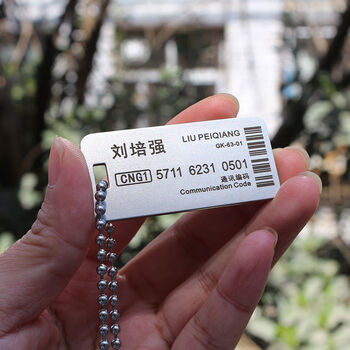 LIU PEIQIANG
刘培强
GK-63-01
CNG1 5711 6231 0501
通讯编码
Communication Code